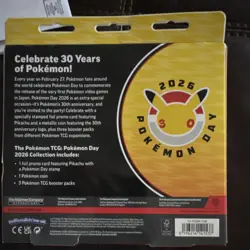 Celebrate 30 Years
of Pokémon!
Every year on February 27, Pokémon fans around
the world celebrate Pokémon Day to commemorate
the release of the very first Pokémon video games
in Japan. Pokémon Day 2026 is an extra-special
occasion—it's Pokémon's 30th anniversary, and
you're invited to the party! Celebrate with a
specially stamped foil promo card featuring
Pikachu and a metallic coin featuring the 30th
anniversary logo, plus three booster packs
from different Pokémon TCG expansions.
The Pokémon TCG: Pokémon Day
2026 Collection includes:
• 1 foil promo card featuring Pikachu with
a Pokémon Day stamp
• 1 Pokémon coin
• 3 Pokémon TCG booster packs
2026
30
POKÉMON DAY